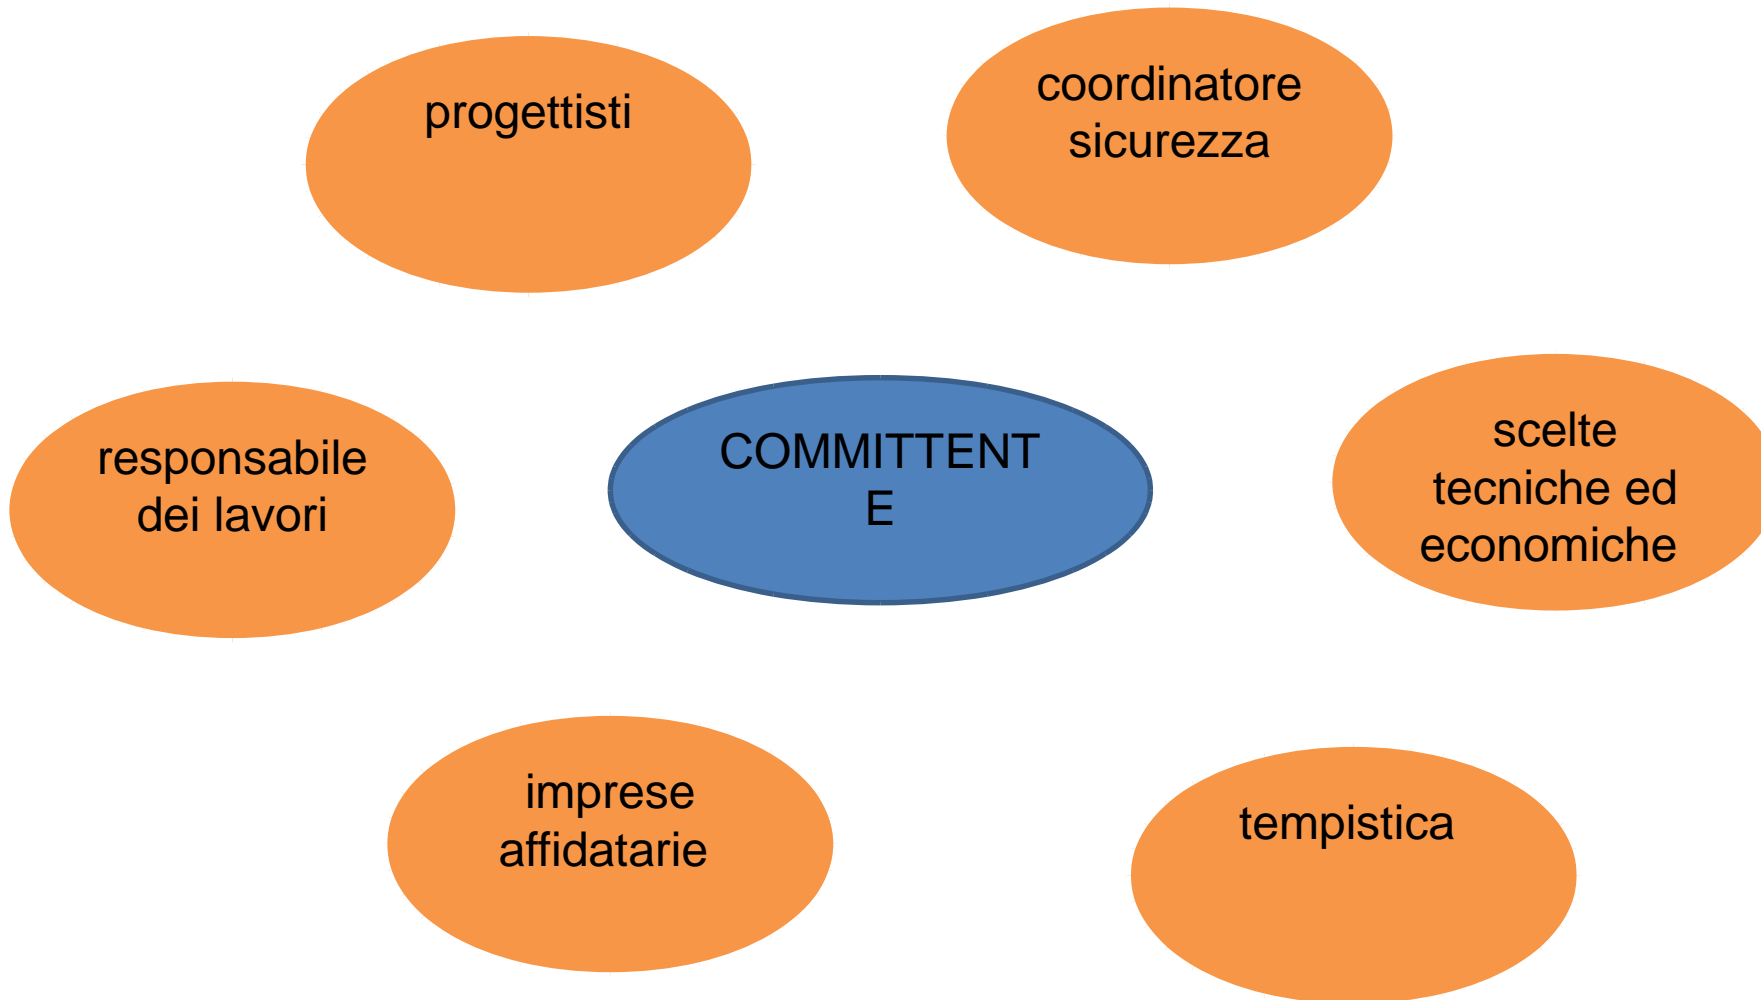 progettisti
coordinatore
sicurezza
responsabile
dei lavori
COMMITTENT
E
scelte
tecniche ed
economiche
imprese
affidatarie
tempistica